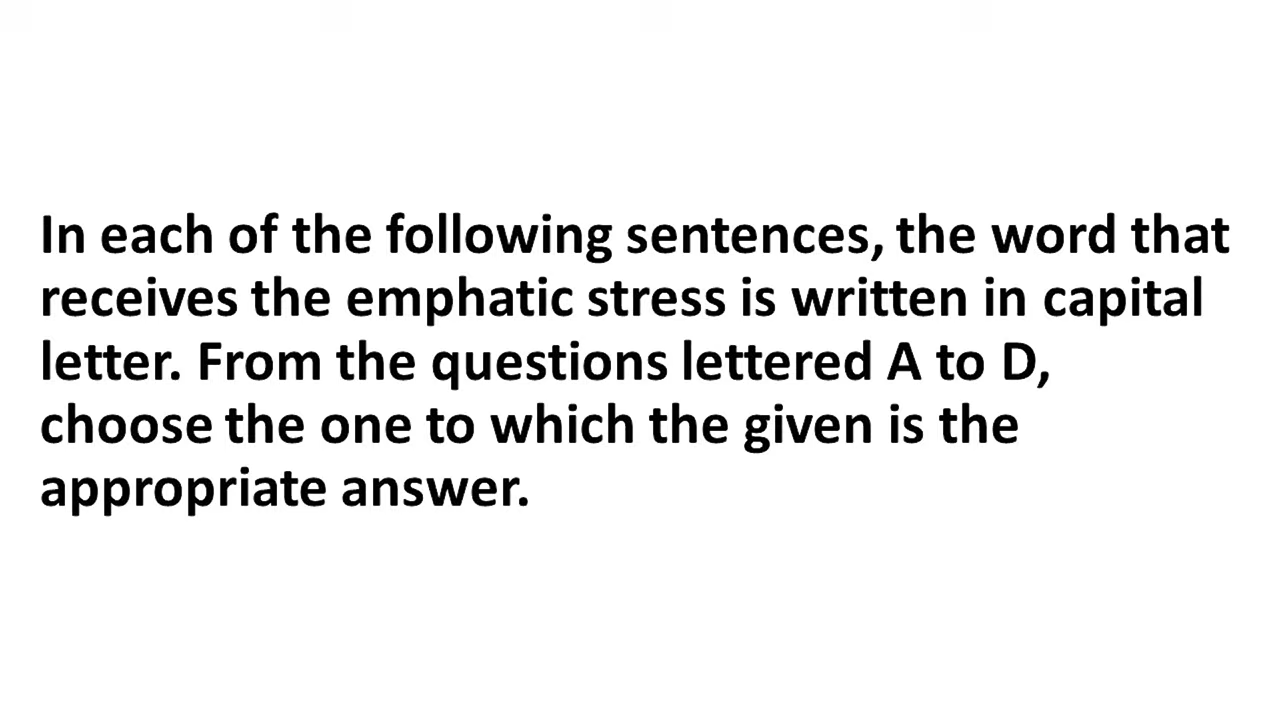 In each of the following sentences, the word that
receives the emphatic stress is written in capital
letter. From the questions lettered A to D,
choose the one to which the given is the
appropriate answer.